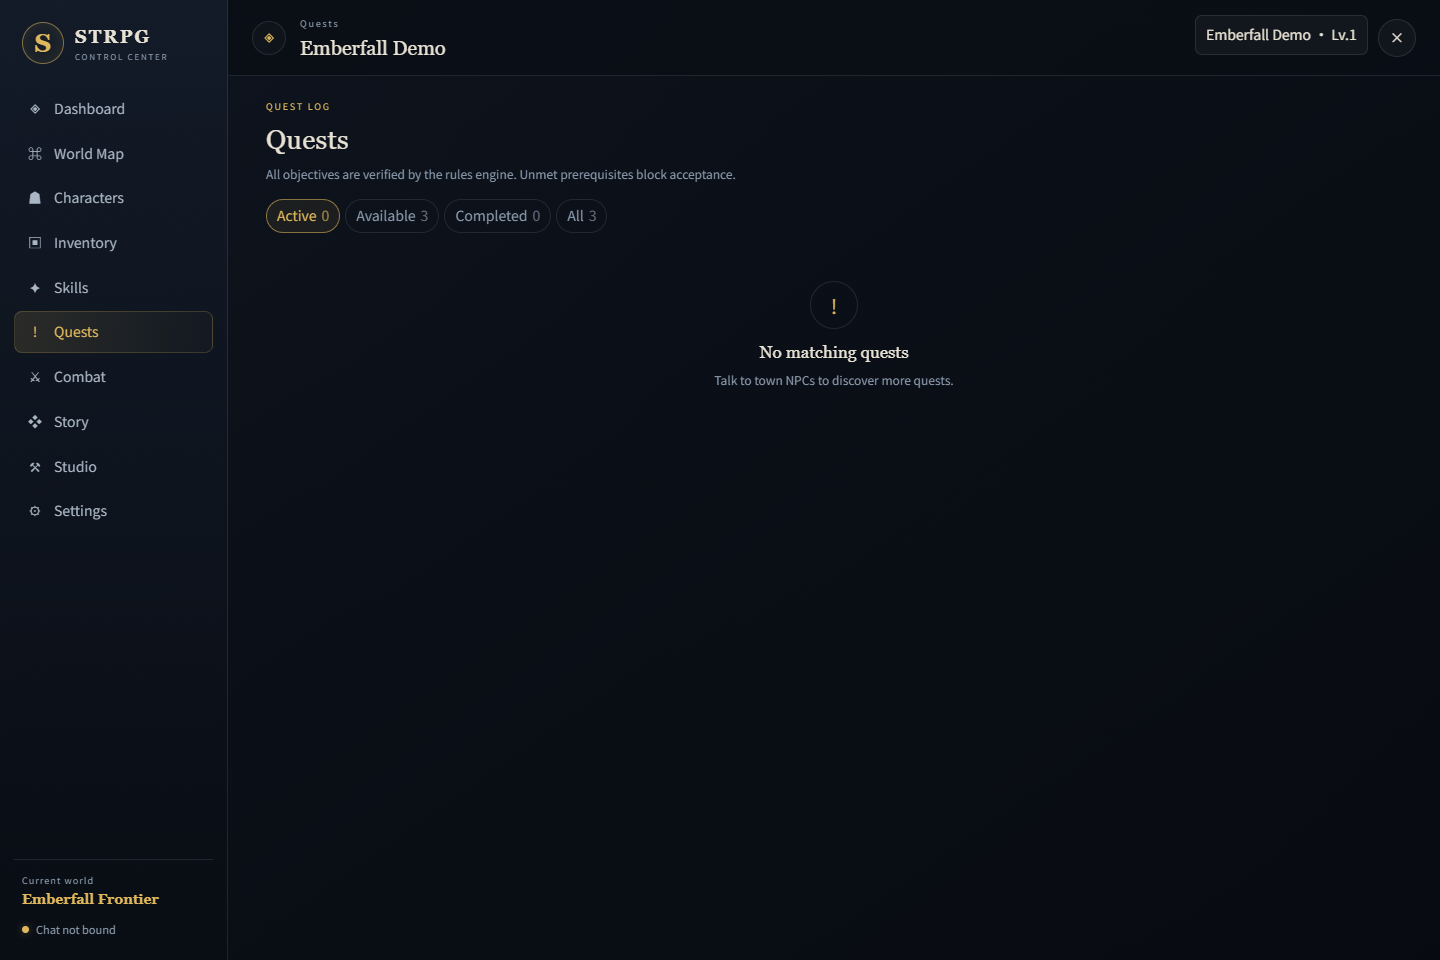 S
STRPG
CONTROL CENTER
Dashboard
World Map
Characters
Inventory
Skills
! Quests
Combat
Story
Studio
Settings
Current world
Emberfall Frontier
Chat not bound
Quests
Emberfall Demo
Emberfall Demo • Lv.1
QUEST LOG
Quests
All objectives are verified by the rules engine. Unmet prerequisites block acceptance.
Active 0 Available 3 Completed 0 All 3
!
No matching quests
Talk to town NPCs to discover more quests.